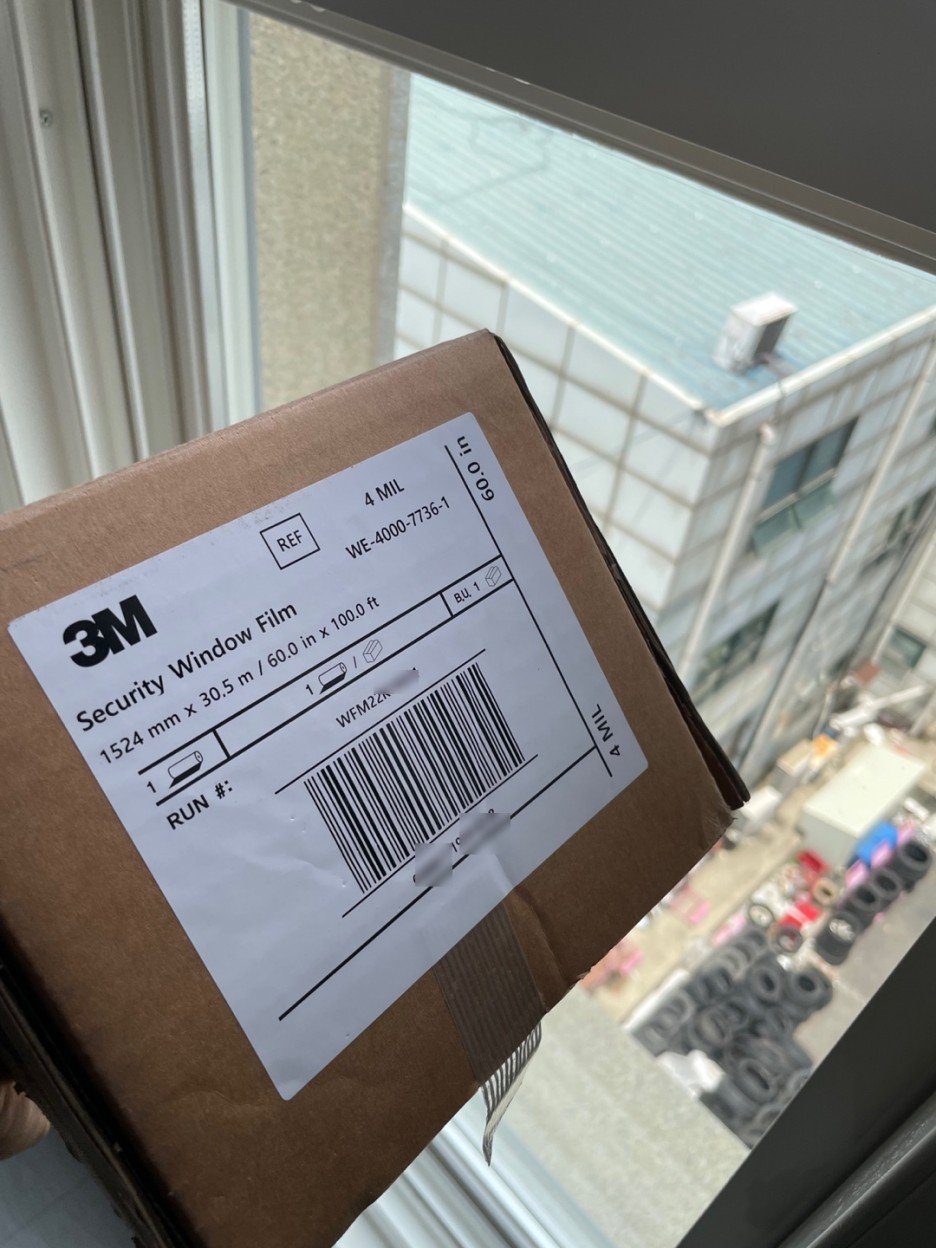 3M
REF
4 MIL
WE-4000-7736-1
60.0 in
Security Window Film
1524 mm x 30.5 m / 60.0 in x 100.0 ft
1 / B.U. 1
1
RUN #:
4 MIL